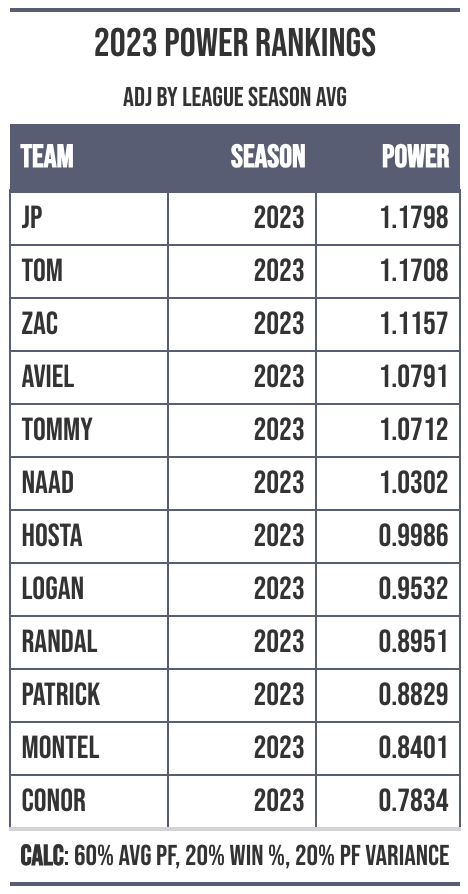 2023 POWER RANKINGS
ADJ BY LEAGUE SEASON AVG
TEAM SEASON POWER
JP 2023 1.1798
TOM 2023 1.1708
ZAC 2023 1.1157
AVIEL 2023 1.0791
TOMMY 2023 1.0712
NAAD 2023 1.0302
HOSTA 2023 0.9986
LOGAN 2023 0.9532
RANDAL 2023 0.8951
PATRICK 2023 0.8829
MONTEL 2023 0.8401
CONOR 2023 0.7834
CALC: 60% AVG PF, 20% WIN %, 20% PF VARIANCE